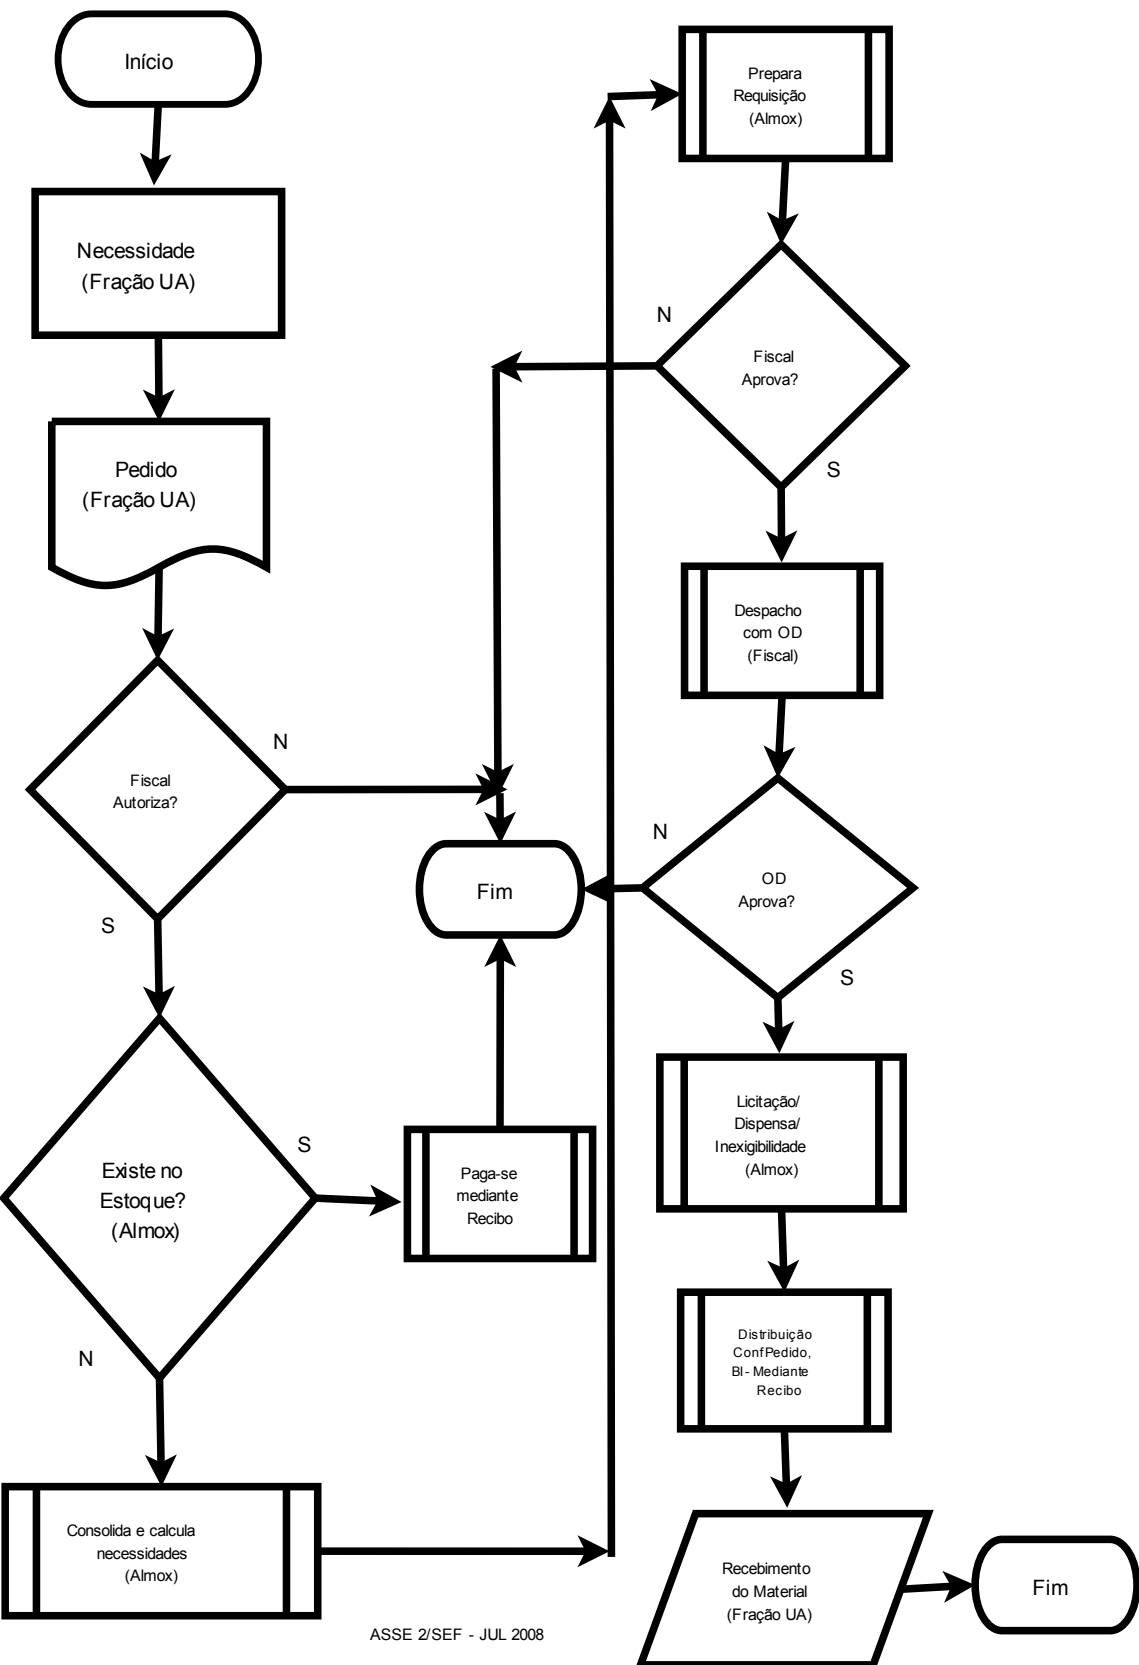 Início
Necessidade
(Fração UA)
Pedido
(Fração UA)
Fiscal
Autoriza?
N
S
Existe no
Estoque?
(Almox)
S
N
Paga-se
mediante
Recibo
Fim
Consolida e calcula
necessidades
(Almox)
Prepara
Requisição
(Almox)
Fiscal
Aprova?
N
S
Despacho
com OD
(Fiscal)
OD
Aprova?
N
S
Licitação/
Dispensa/
Inexigibilidade
(Almox)
Distribuição
Conf Pedido,
BI - Mediante
Recibo
Recebimento
do Material
(Fração UA)
Fim
ASSE 2/SEF - JUL 2008